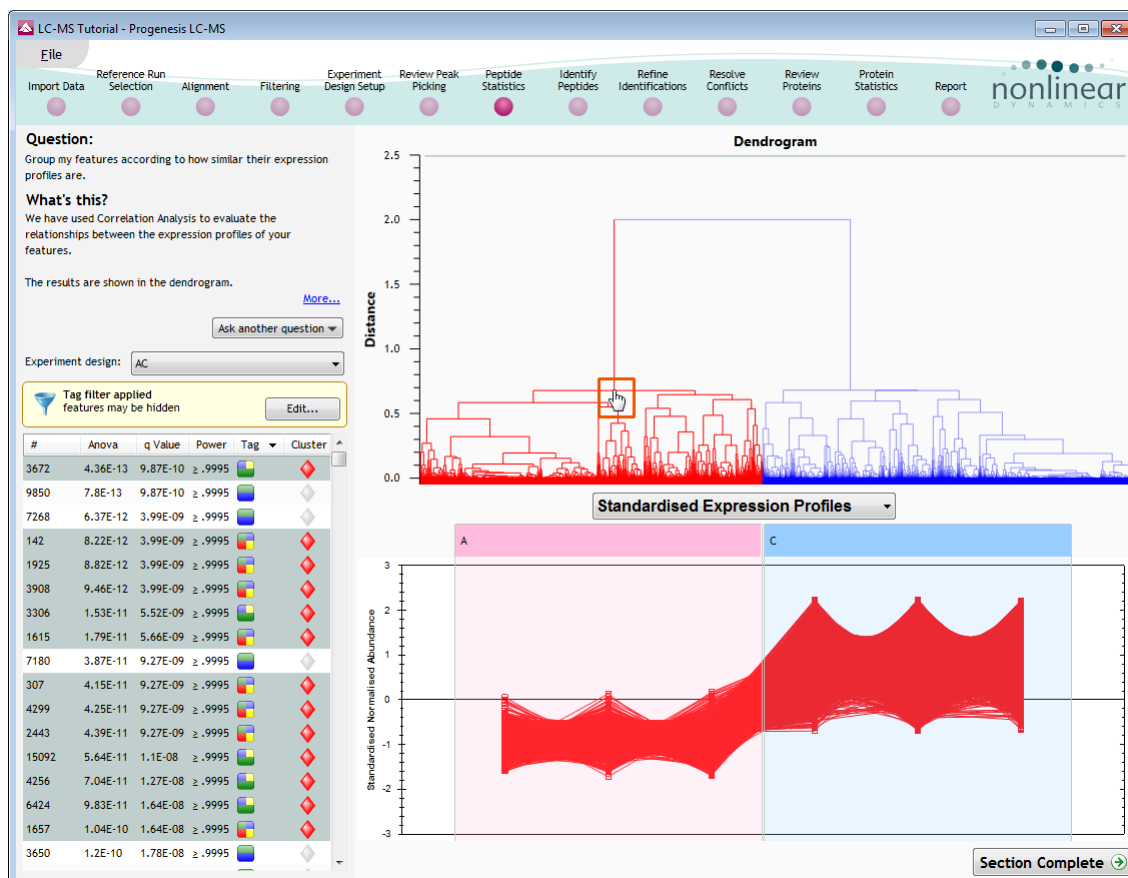 LC-MS Tutorial - Progenesis LC-MS
File
Import Data
Reference Run
Selection
Alignment
Filtering
Experiment
Design Setup
Review Peak
Picking
Peptide
Statistics
Identify
Peptides
Refine
Identifications
Resolve
Conflicts
Review
Proteins
Protein
Statistics
Report
nonlinear
DYNAMICS
Question:
Group my features according to how similar their expression
profiles are.
What's this?
We have used Correlation Analysis to evaluate the
relationships between the expression profiles of your
features.
The results are shown in the dendrogram.
More...
Ask another question
Experiment design: AC
Tag filter applied
features may be hidden
Edit...
# Anova q Value Power Tag Cluster
3672 4.36E-13 9.87E-10 ≥ .9995
9850 7.8E-13 9.87E-10 ≥ .9995
7268 6.37E-12 3.99E-09 ≥ .9995
142 8.22E-12 3.99E-09 ≥ .9995
1925 8.82E-12 3.99E-09 ≥ .9995
3908 9.46E-12 3.99E-09 ≥ .9995
3306 1.53E-11 5.52E-09 ≥ .9995
1615 1.79E-11 5.66E-09 ≥ .9995
7180 3.87E-11 9.27E-09 ≥ .9995
307 4.15E-11 9.27E-09 ≥ .9995
4299 4.25E-11 9.27E-09 ≥ .9995
2443 4.39E-11 9.27E-09 ≥ .9995
15092 5.64E-11 1.1E-08 ≥ .9995
4256 7.04E-11 1.27E-08 ≥ .9995
6424 9.83E-11 1.64E-08 ≥ .9995
1657 1.04E-10 1.64E-08 ≥ .9995
3650 1.2E-10 1.78E-08 ≥ .9995
Dendrogram
Distance
2.5
2.0
1.5
1.0
0.5
0.0
Standardised Expression Profiles
A
C
Standardised Normalised Abundance
3
2
1
0
-1
-2
-3
Section Complete